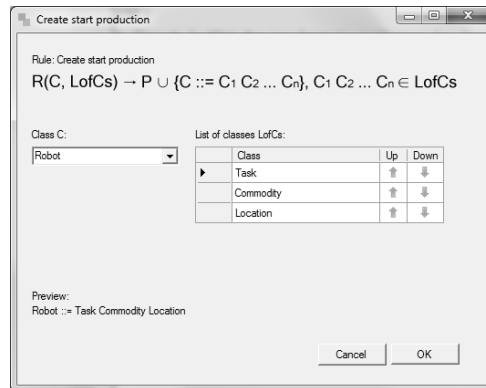 Create start production
Rule: Create start production
R(C, LofCs) → P ∪ {C ::= C₁ C₂ ... Cₙ}, C₁ C₂ ... Cₙ ∈ LofCs
Class C:
Robot
List of classes LofCs:
Class Up Down
Task
Commodity
Location
Preview:
Robot ::= Task Commodity Location
Cancel OK